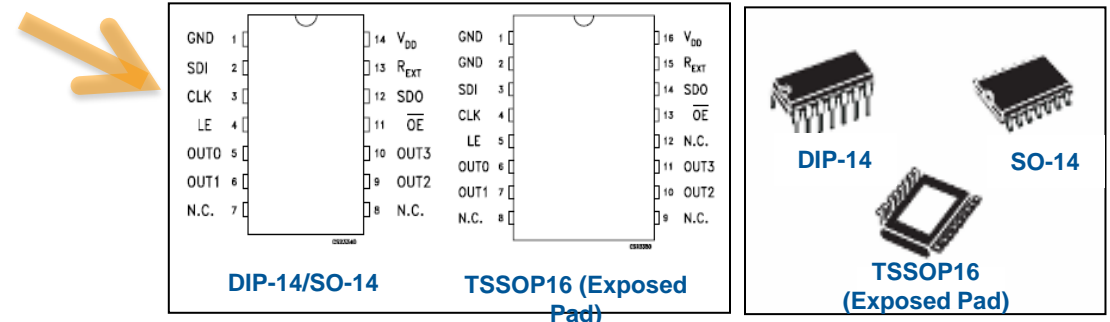 GND 1 14 VDD
SDI 2 13 REXT
CLK 3 12 SDO
LE 4 11 OE
OUT0 5 10 OUT3
OUT1 6 9 OUT2
N.C. 7 8 N.C.
DIP-14/SO-14
GND 1 16 VDD
GND 2 15 REXT
SDI 3 14 SDO
CLK 4 13 OE
LE 5 12 N.C.
OUT0 6 11 OUT3
OUT1 7 10 OUT2
N.C. 8 9 N.C.
TSSOP16 (Exposed
Pad)
DIP-14
SO-14
TSSOP16
(Exposed Pad)